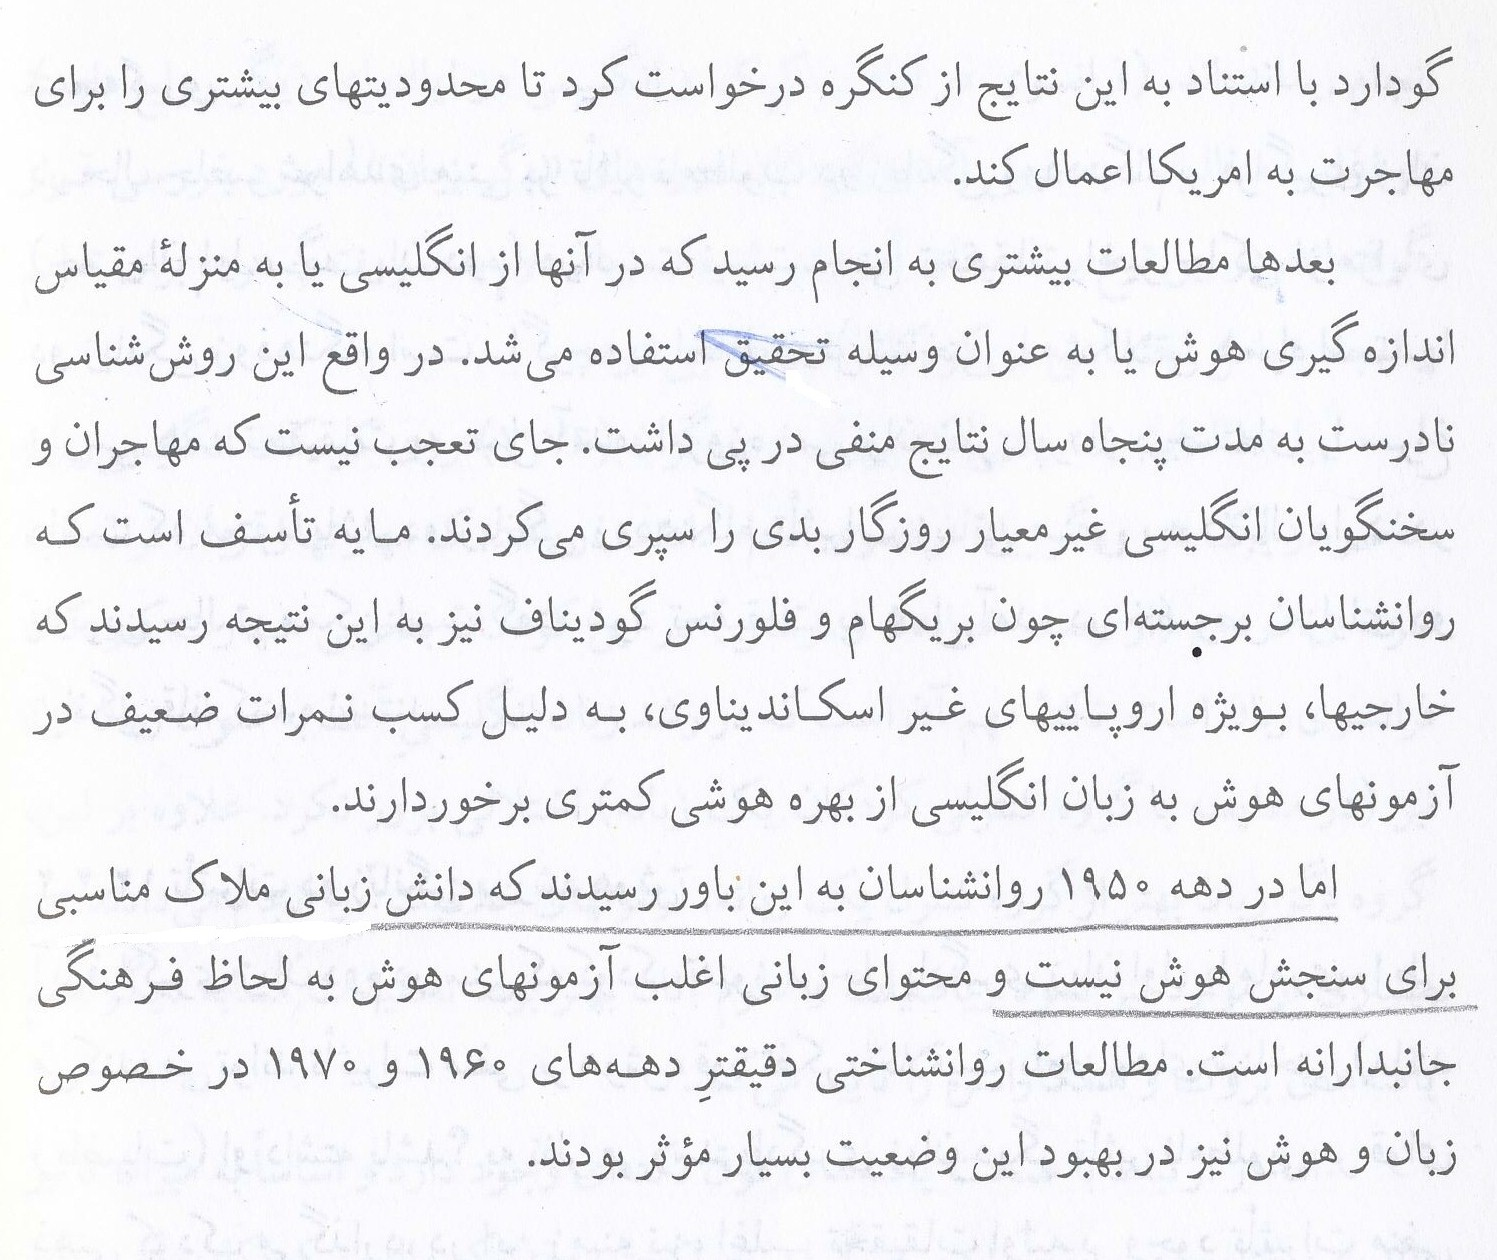 گودارد با استناد به این نتایج از کنگره درخواست کرد تا محدودیتهای بیشتری را برای
مهاجرت به امریکا اعمال کند.
بعدها مطالعات بیشتری به انجام رسید که در آنها از انگلیسی یا به منزلهٔ مقیاس
اندازه گیری هوش یا به عنوان وسیله تحقیق استفاده می‌شد. در واقع این روش‌شناسی
نادرست به مدت پنجاه سال نتایج منفی در پی داشت. جای تعجب نیست که مهاجران و
سخنگویان انگلیسی غیرمعیار روزگار بدی را سپری می‌کردند. مایه تأسف است که
روانشناسان برجسته‌ای چون بریگهام و فلورنس گودیناف نیز به این نتیجه رسیدند که
خارجیها، بویژه اروپاییهای غیر اسکاندیناوی، به دلیل کسب نمرات ضعیف در
آزمونهای هوش به زبان انگلیسی از بهره هوشی کمتری برخوردارند.
اما در دهه ۱۹۵۰ روانشناسان به این باور رسیدند که دانش زبانی ملاک مناسبی
برای سنجش هوش نیست و محتوای زبانی اغلب آزمونهای هوش به لحاظ فرهنگی
جانبدارانه است. مطالعات روانشناختی دقیقترِ دهه‌های ۱۹۶۰ و ۱۹۷۰ در خصوص
زبان و هوش نیز در بهبود این وضعیت بسیار مؤثر بودند.